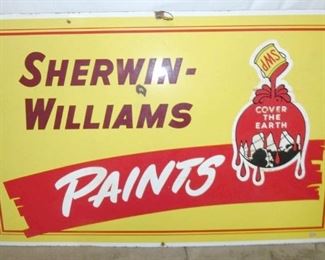 SHERWIN-
WILLIAMS
SWP
COVER
THE
EARTH
PAINTS